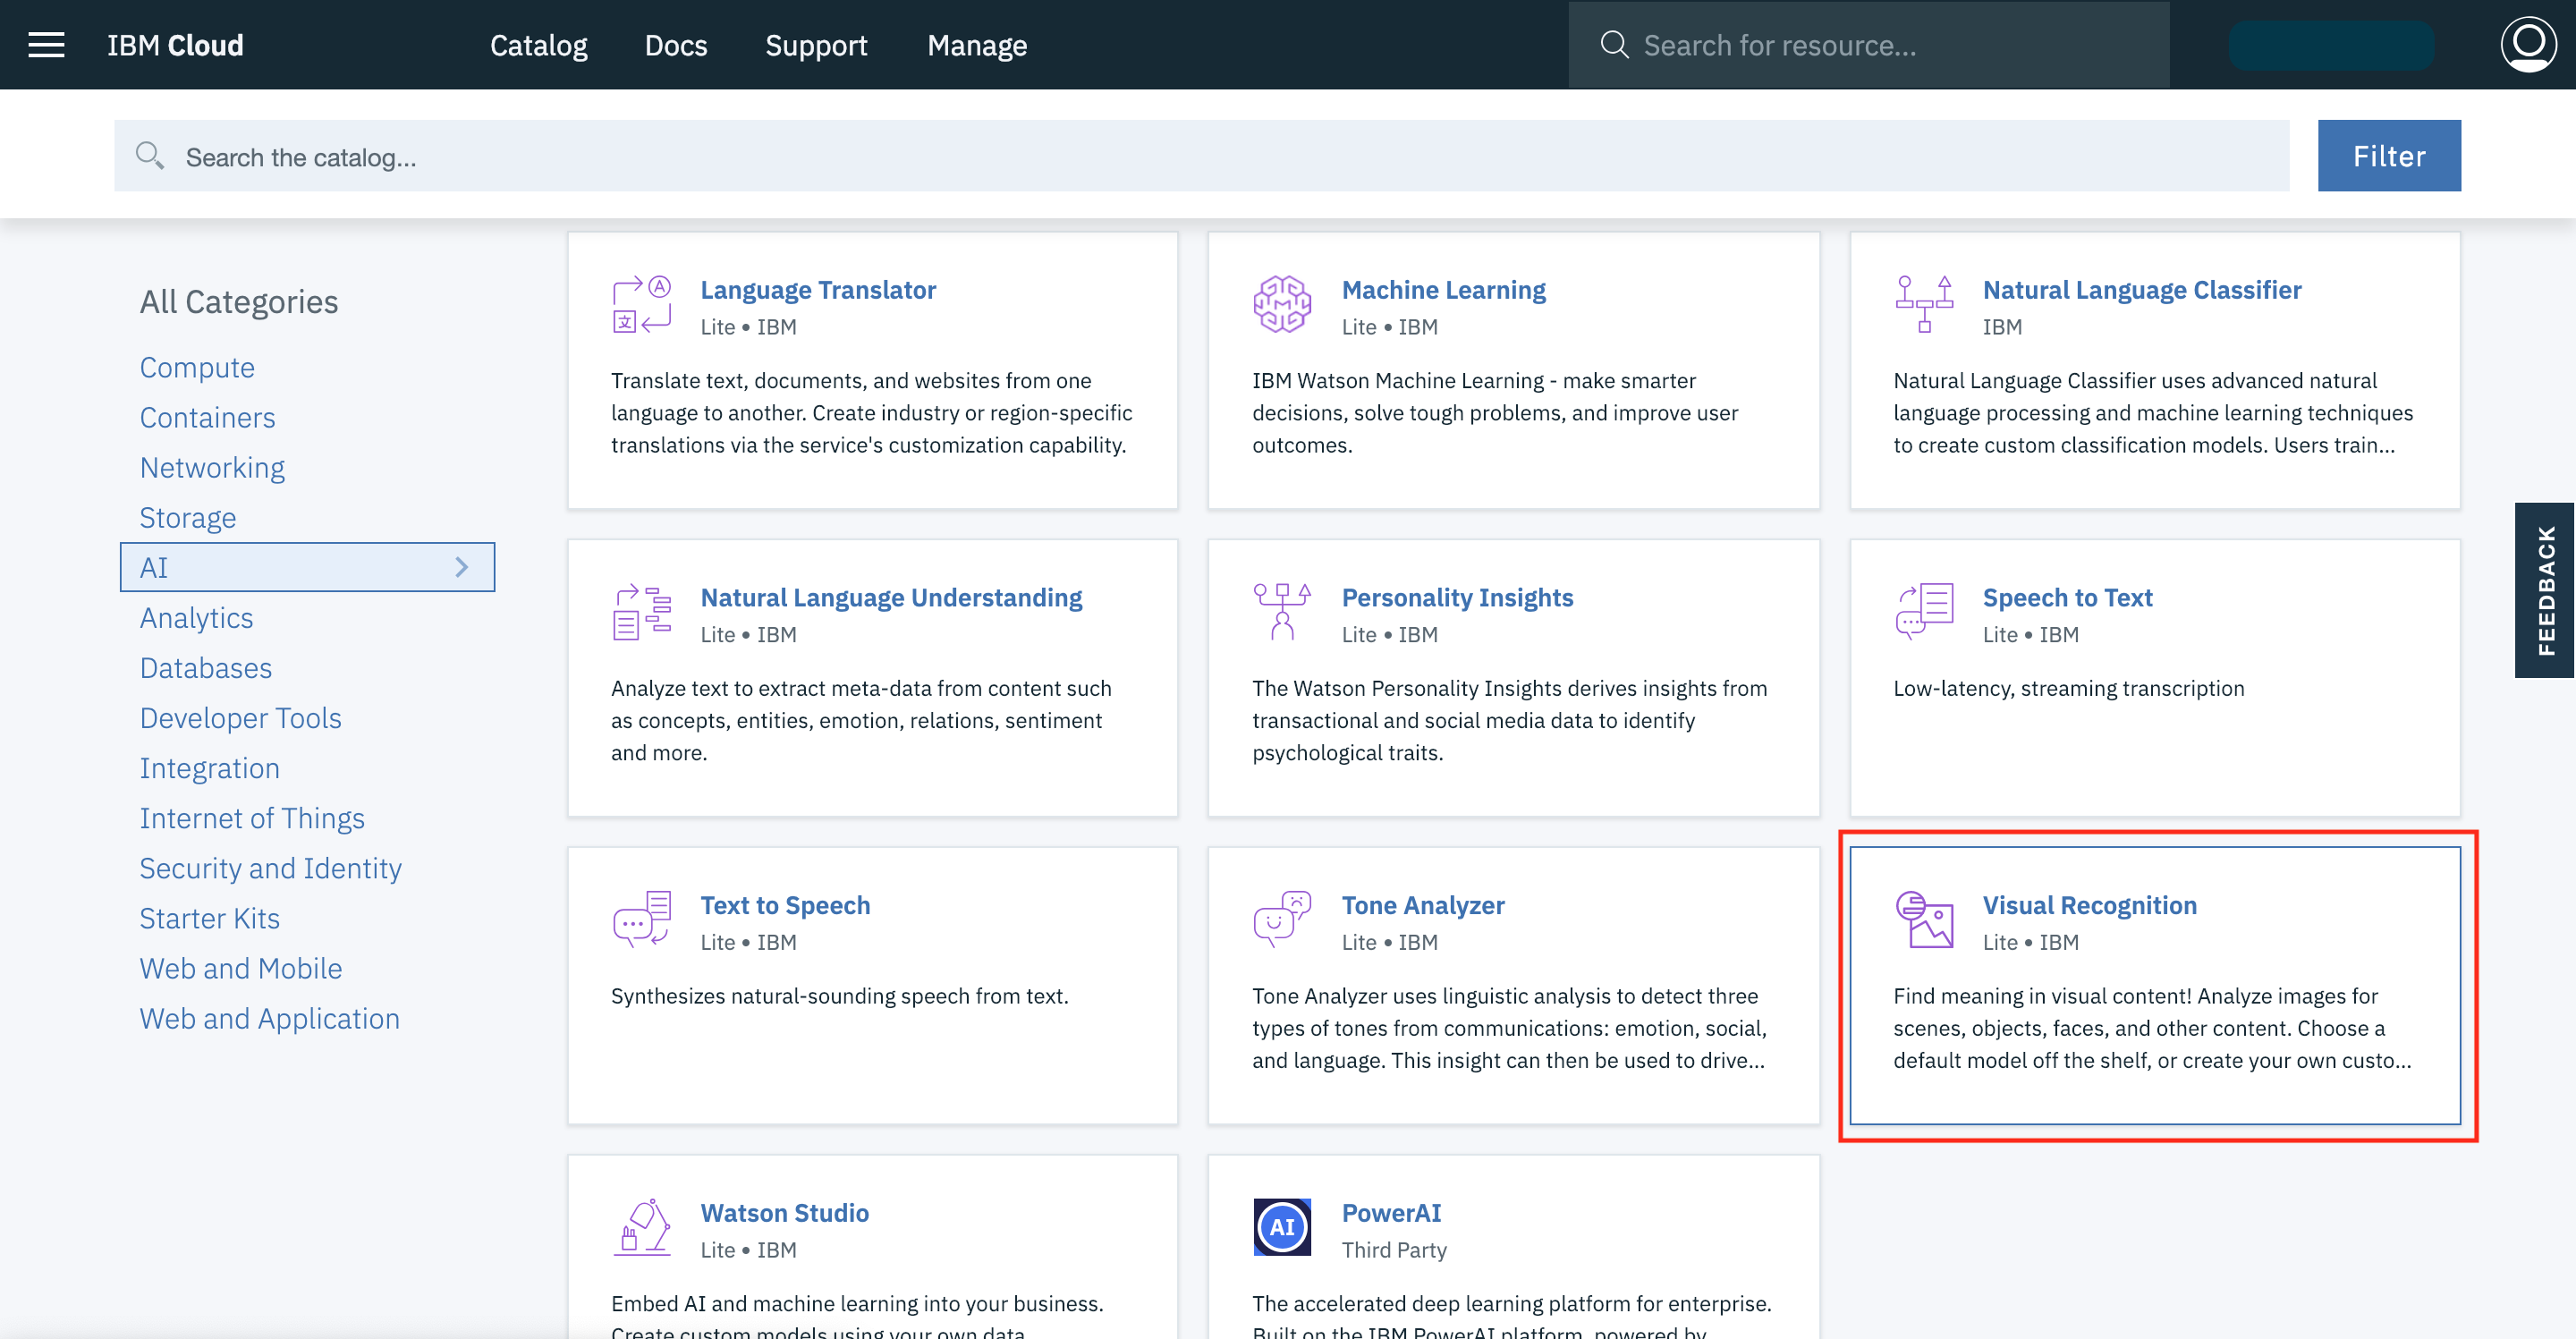 IBM Cloud
Catalog
Docs
Support
Manage
Search for resource...
Search the catalog...
Filter
All Categories
Compute
Containers
Networking
Storage
AI
Analytics
Databases
Developer Tools
Integration
Internet of Things
Security and Identity
Starter Kits
Web and Mobile
Web and Application
A
文
Language Translator
Lite • IBM
Translate text, documents, and websites from one
language to another. Create industry or region-specific
translations via the service's customization capability.
Machine Learning
Lite • IBM
IBM Watson Machine Learning - make smarter
decisions, solve tough problems, and improve user
outcomes.
Natural Language Classifier
IBM
Natural Language Classifier uses advanced natural
language processing and machine learning techniques
to create custom classification models. Users train...
Natural Language Understanding
Lite • IBM
Analyze text to extract meta-data from content such
as concepts, entities, emotion, relations, sentiment
and more.
Personality Insights
Lite • IBM
The Watson Personality Insights derives insights from
transactional and social media data to identify
psychological traits.
Speech to Text
Lite • IBM
Low-latency, streaming transcription
Text to Speech
Lite • IBM
Synthesizes natural-sounding speech from text.
Tone Analyzer
Lite • IBM
Tone Analyzer uses linguistic analysis to detect three
types of tones from communications: emotion, social,
and language. This insight can then be used to drive...
Visual Recognition
Lite • IBM
Find meaning in visual content! Analyze images for
scenes, objects, faces, and other content. Choose a
default model off the shelf, or create your own custo...
Watson Studio
Lite • IBM
Embed AI and machine learning into your business.
Create custom models using your own data.
AI
PowerAI
Third Party
The accelerated deep learning platform for enterprise.
Built on the IBM PowerAI platform, powered by
FEEDBACK